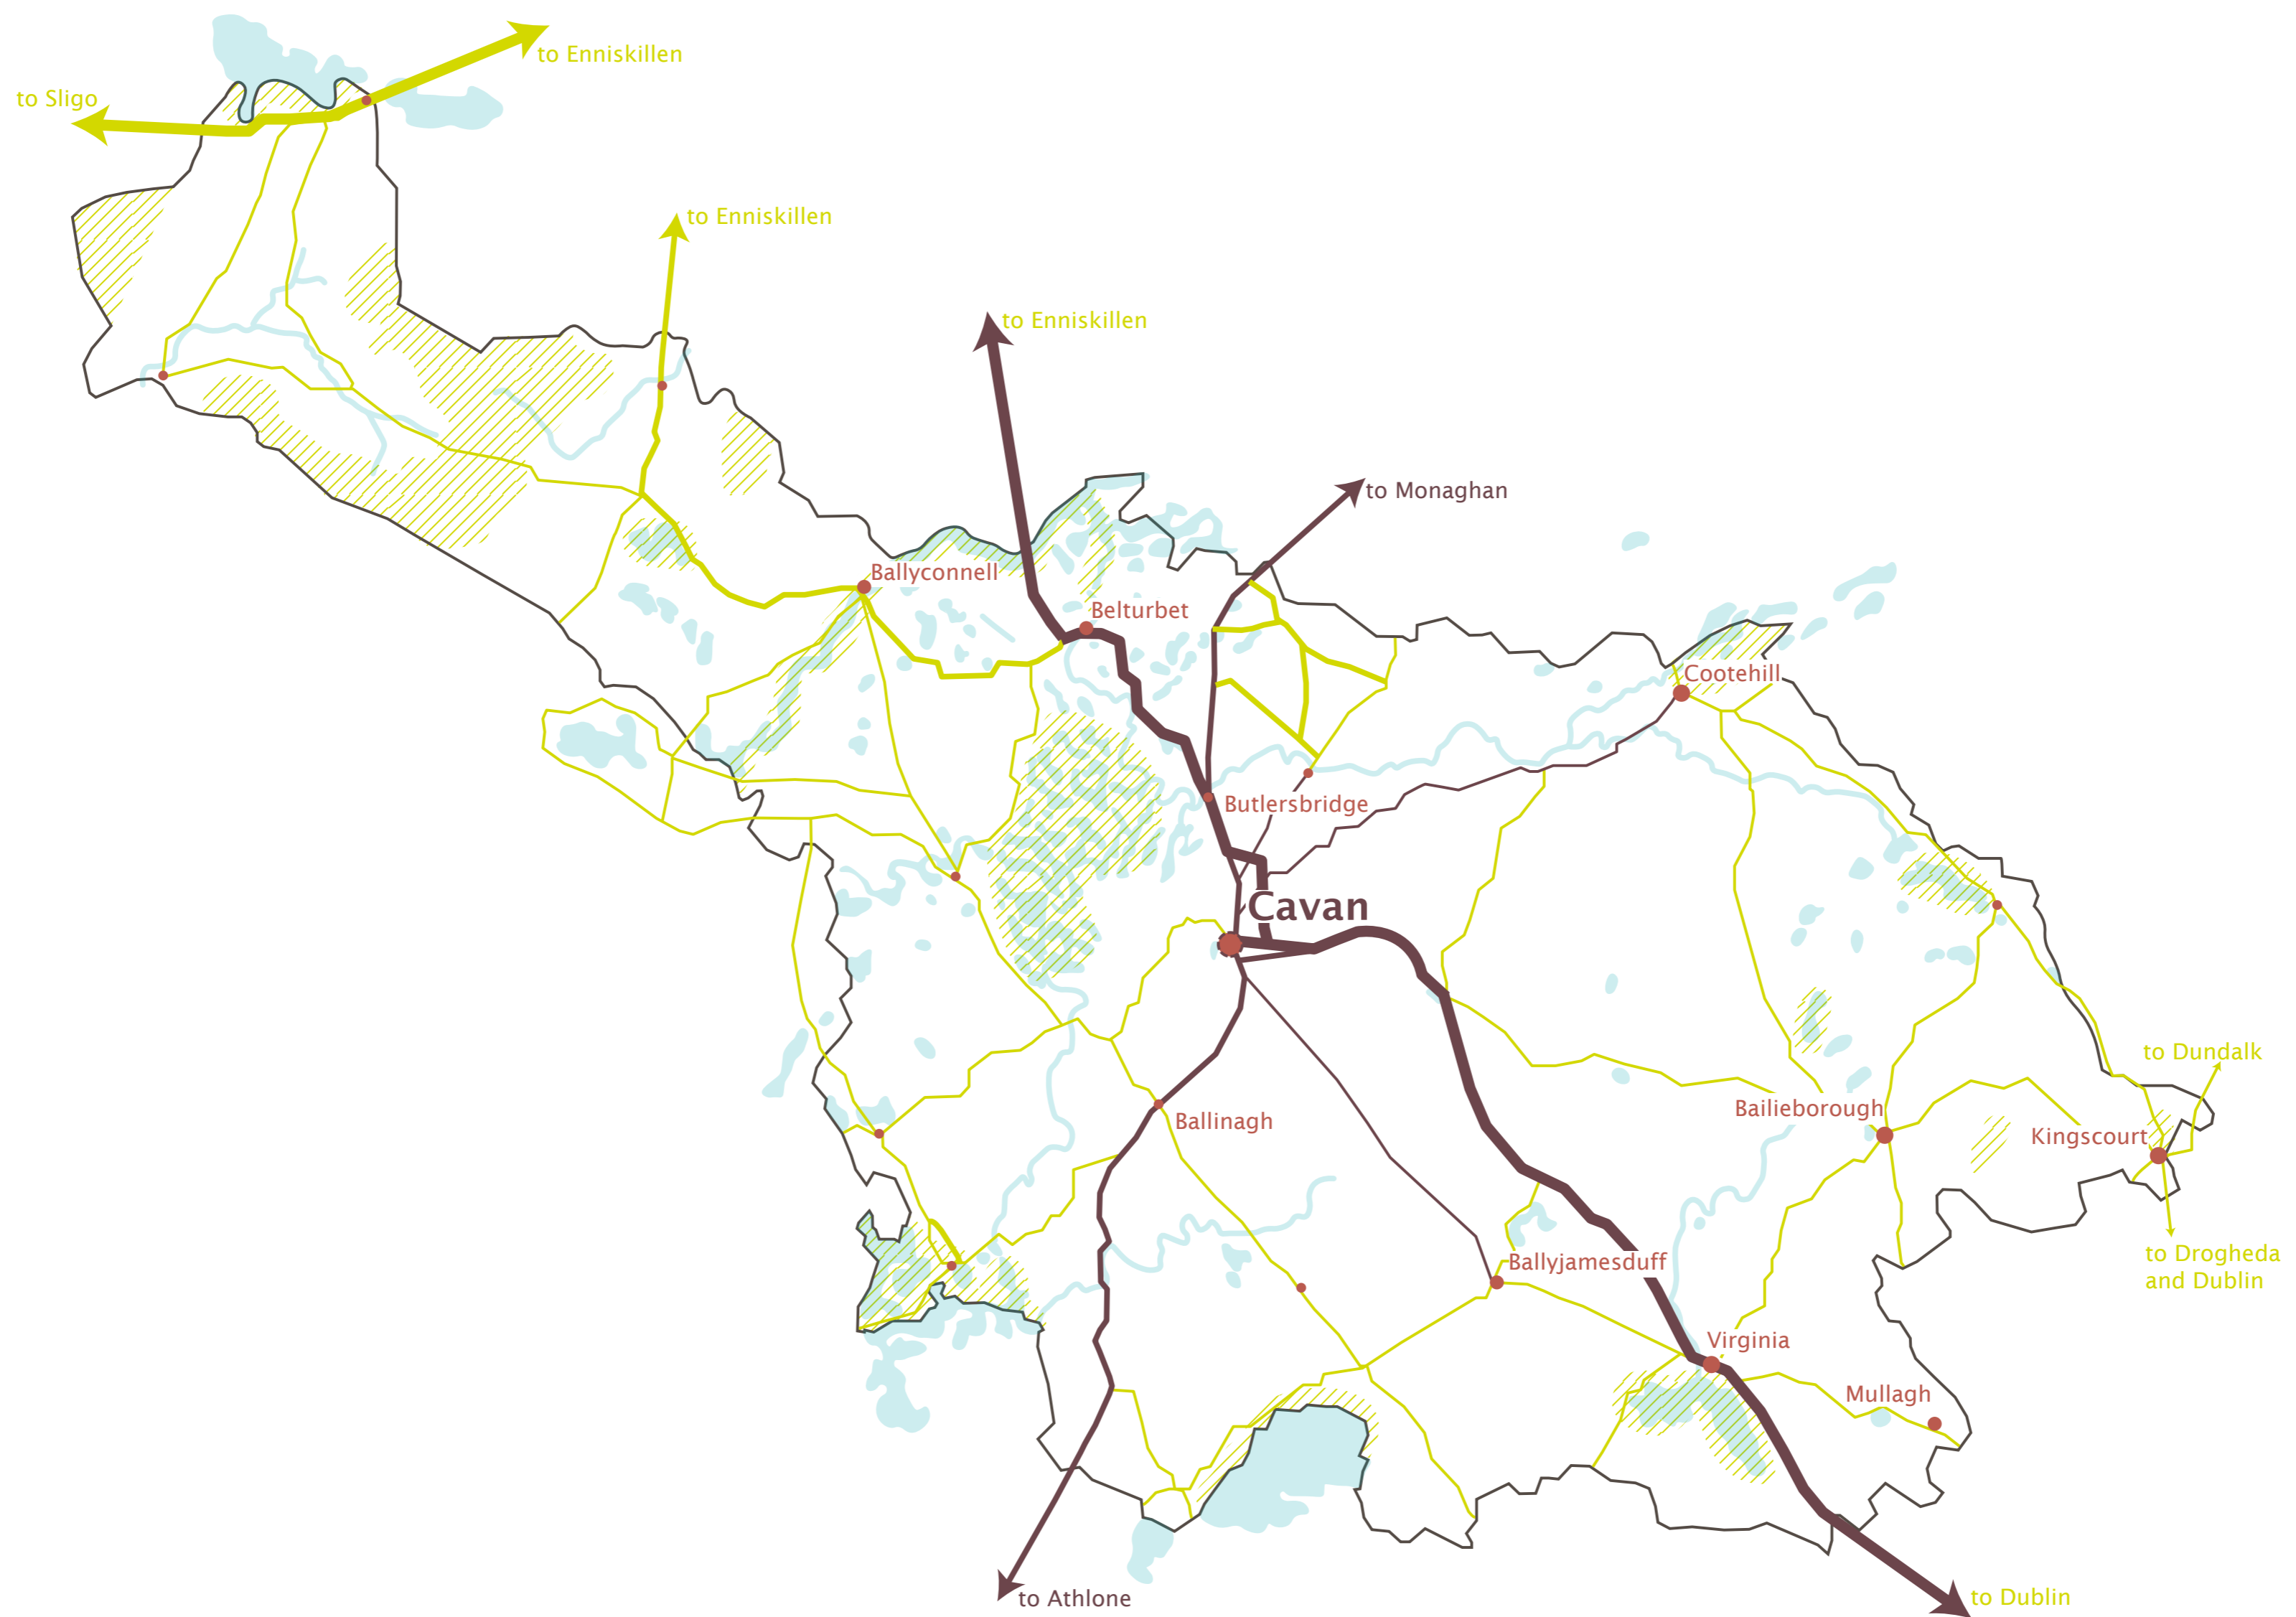 to Enniskillen
to Sligo
to Enniskillen
to Enniskillen
to Monaghan
Ballyconnell
Belturbet
Cootehill
Butlersbridge
Cavan
to Dundalk
Bailieborough
Ballinagh
Kingscourt
to Drogheda
and Dublin
Ballyjamesduff
Virginia
Mullagh
to Athlone
to Dublin